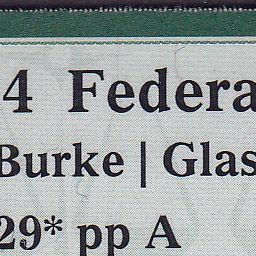 4 Federa
Burke | Glas
29* pp A